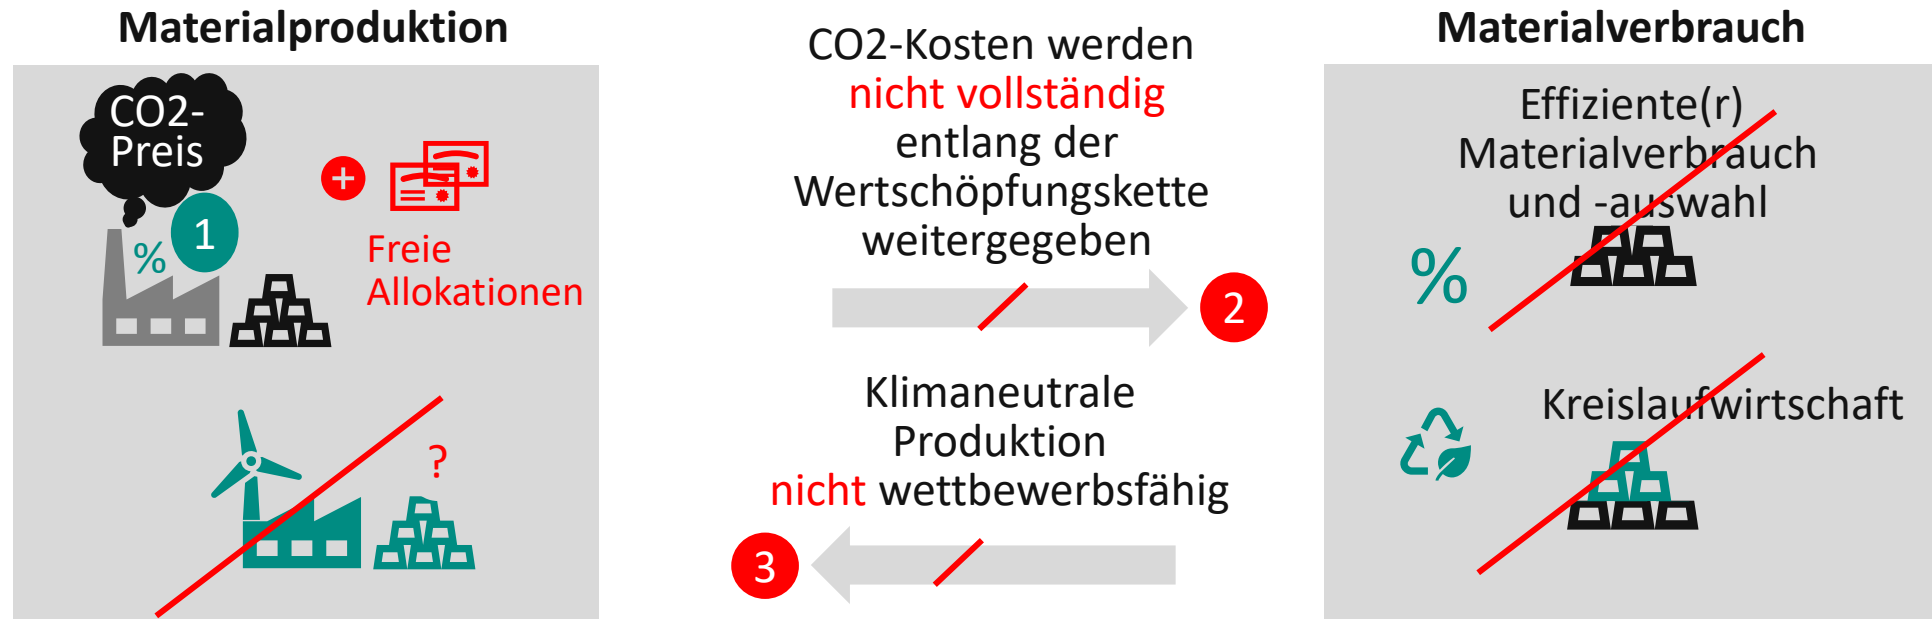 Materialproduktion
CO2-
Preis
1
%
+
Freie
Allokationen
?
CO2-Kosten werden
nicht vollständig
entlang der
Wertschöpfungskette
weitergegeben
2
Klimaneutrale
Produktion
nicht wettbewerbsfähig
3
Materialverbrauch
Effiziente(r)
Materialverbrauch
und -auswahl
%
Kreislaufwirtschaft